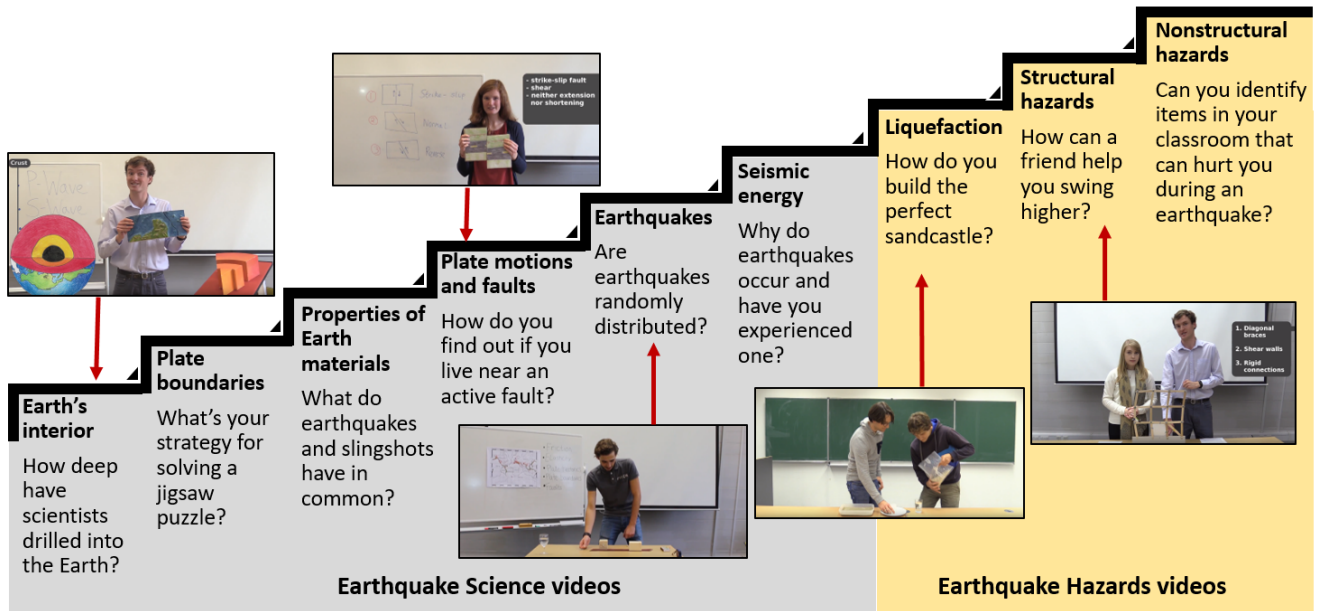 Earth's
interior
How deep
have
scientists
drilled into
the Earth?
Plate
boundaries
What's your
strategy for
solving a
jigsaw
puzzle?
Properties of
Earth
materials
What do
earthquakes
and slingshots
have in
common?
Plate motions
and faults
How do you
find out if you
live near an
active fault?
Earthquakes
Are
earthquakes
randomly
distributed?
Seismic
energy
Why do
earthquakes
occur and
have you
experienced
one?
Liquefaction
How do you
build the
perfect
sandcastle?
Structural
hazards
How can a
friend help
you swing
higher?
Nonstructural
hazards
Can you identify
items in your
classroom that
can hurt you
during an
earthquake?
Crust
P-Wave
- strike-slip fault
- shear
- neither extension
nor shortening
Strike-slip
1. Diagonal
braces
2. Shear walls
3. Rigid
connections
Earthquake Science videos
Earthquake Hazards videos